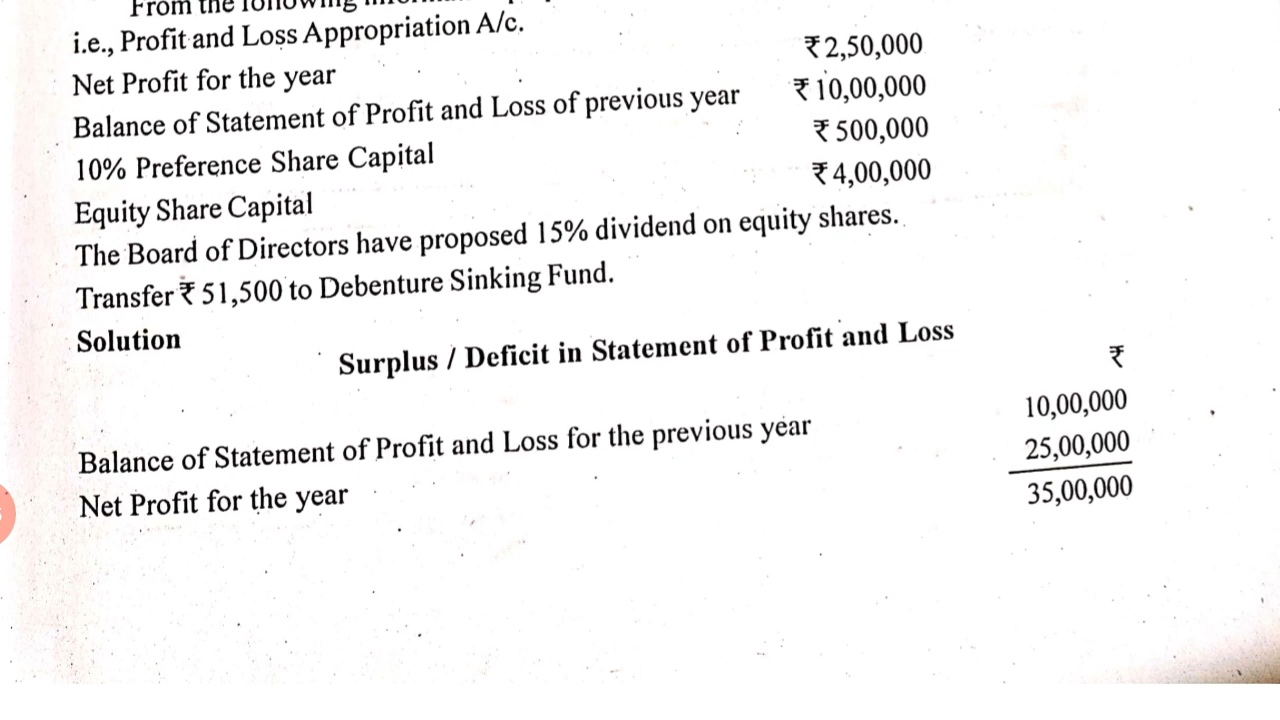 From the following
i.e., Profit and Loss Appropriation A/c.
Net Profit for the year ₹ 2,50,000
Balance of Statement of Profit and Loss of previous year ₹ 10,00,000
10% Preference Share Capital ₹ 500,000
Equity Share Capital ₹ 4,00,000
The Board of Directors have proposed 15% dividend on equity shares.
Transfer ₹ 51,500 to Debenture Sinking Fund.
Solution
Surplus / Deficit in Statement of Profit and Loss
₹
Balance of Statement of Profit and Loss for the previous year 10,00,000
Net Profit for the year 25,00,000
35,00,000